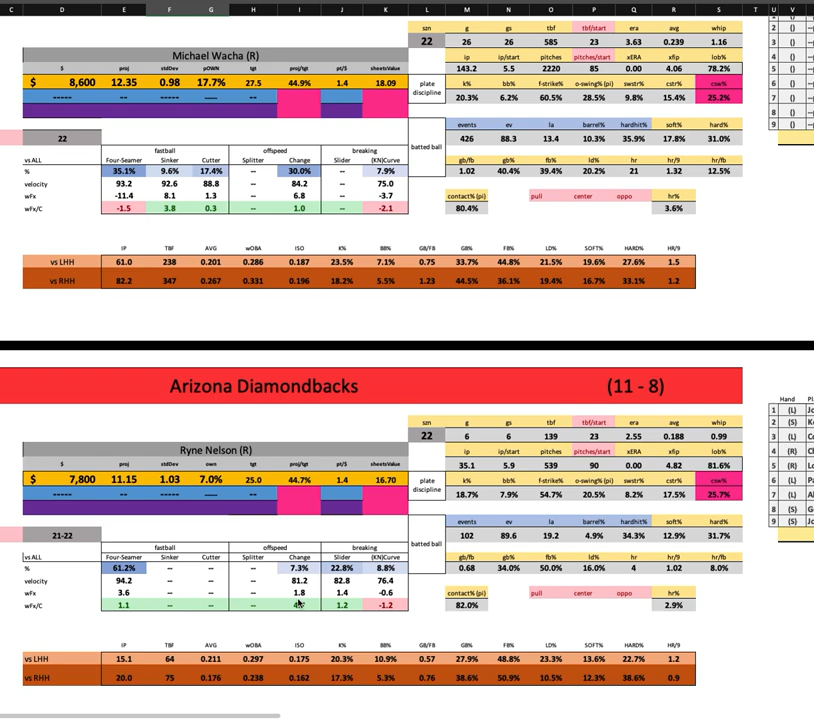 C D E F G H I J K L M N O P Q R S T U V W
szn g gs tbf tbf/start era avg whip
22 26 26 585 23 3.63 0.239 1.16
Michael Wacha (R) ip ip/start pitches pitches/start xERA xfip lob%
$ proj stdDev pOWN tgt proj/tgt pt/$ sheetsValue 143.2 5.5 2220 85 0.00 4.06 78.2%
$ 8,600 12.35 0.98 17.7% 27.5 44.9% 1.4 18.09 plate discipline k% bb% f-strike% o-swing% (pi) swstr% cstr% csw%
----- -- ---- — -- -- 20.3% 6.2% 60.5% 28.5% 9.8% 15.4% 25.2%
events ev la barrel% hardhit% soft% hard%
22 batted ball 426 88.3 13.4 10.3% 35.9% 17.8% 31.0%
fastball offspeed breaking
vs ALL Four-Seamer Sinker Cutter Splitter Change Slider (KN)Curve gb/fb gb% fb% ld% hr hr/9 hr/fb
% 35.1% 9.6% 17.4% -- 30.0% -- 7.9% 1.02 40.4% 39.4% 20.2% 21 1.32 12.5%
velocity 93.2 92.6 88.8 -- 84.2 -- 75.0
wFx -11.4 8.1 1.3 -- 6.8 -- -3.7 contact% (pi) pull center oppo hr%
wFx/C -1.5 3.8 0.3 -- 1.0 -- -2.1 80.4% 3.6%
IP TBF AVG wOBA ISO K% BB% GB/FB GB% FB% LD% SOFT% HARD% HR/9
vs LHH 61.0 238 0.201 0.286 0.187 23.5% 7.1% 0.75 33.7% 44.8% 21.5% 19.6% 27.6% 1.5
vs RHH 82.2 347 0.267 0.331 0.196 18.2% 5.5% 1.23 44.5% 36.1% 19.4% 16.7% 33.1% 1.2
2 ()
3 ()
4 ()
5 ()
6 ()
7 ()
8 ()
9 ()
Arizona Diamondbacks (11 - 8)
szn g gs tbf tbf/start era avg whip
22 6 6 139 23 2.55 0.188 0.99
Ryne Nelson (R) ip ip/start pitches pitches/start xERA xfip lob%
$ proj stdDev own tgt proj/tgt pt/$ sheetsValue 35.1 5.9 539 90 0.00 4.82 81.6%
$ 7,800 11.15 1.03 7.0% 25.0 44.7% 1.4 16.70 plate discipline k% bb% f-strike% o-swing% (pi) swstr% cstr% csw%
----- -- ---- — -- -- 18.7% 7.9% 54.7% 20.5% 8.2% 17.5% 25.7%
events ev la barrel% hardhit% soft% hard%
21-22 batted ball 102 89.6 19.2 4.9% 34.3% 12.9% 31.7%
fastball offspeed breaking
vs ALL Four-Seamer Sinker Cutter Splitter Change Slider (KN)Curve gb/fb gb% fb% ld% hr hr/9 hr/fb
% 61.2% -- -- -- 7.3% 22.8% 8.8% 0.68 34.0% 50.0% 16.0% 4 1.02 8.0%
velocity 94.2 -- -- -- 81.2 82.8 76.4
wFx 3.6 -- -- -- 1.8 1.4 -0.6 contact% (pi) pull center oppo hr%
wFx/C 1.1 -- -- -- 1.2 -1.2 82.0% 2.9%
IP TBF AVG wOBA ISO K% BB% GB/FB GB% FB% LD% SOFT% HARD% HR/9
vs LHH 15.1 64 0.211 0.297 0.175 20.3% 10.9% 0.57 27.9% 48.8% 23.3% 13.6% 22.7% 1.2
vs RHH 20.0 75 0.176 0.238 0.162 17.3% 5.3% 0.76 38.6% 50.9% 10.5% 12.3% 38.6% 0.9
Hand Pl
1 (L) Jo
2 (S) Ke
3 (L) Co
4 (R) Ch
5 (R) Lo
6 (L) Pa
7 (L) Al
8 (S) G
9 (S) Jo